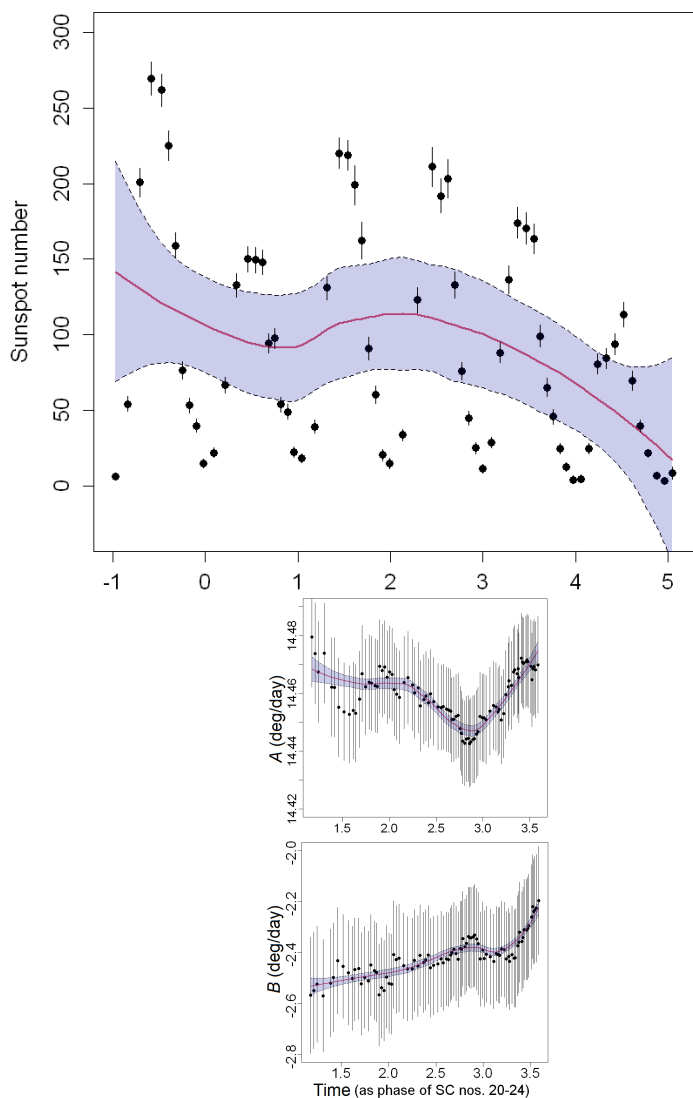 300
250
200
150
100
50
0
Sunspot number
-1 0 1 2 3 4 5
14.48
14.46
14.44
14.42
A (deg/day)
1.5 2.0 2.5 3.0 3.5
-2.0
-2.2
-2.4
-2.6
-2.8
B (deg/day)
1.5 2.0 2.5 3.0 3.5
Time (as phase of SC nos. 20-24)